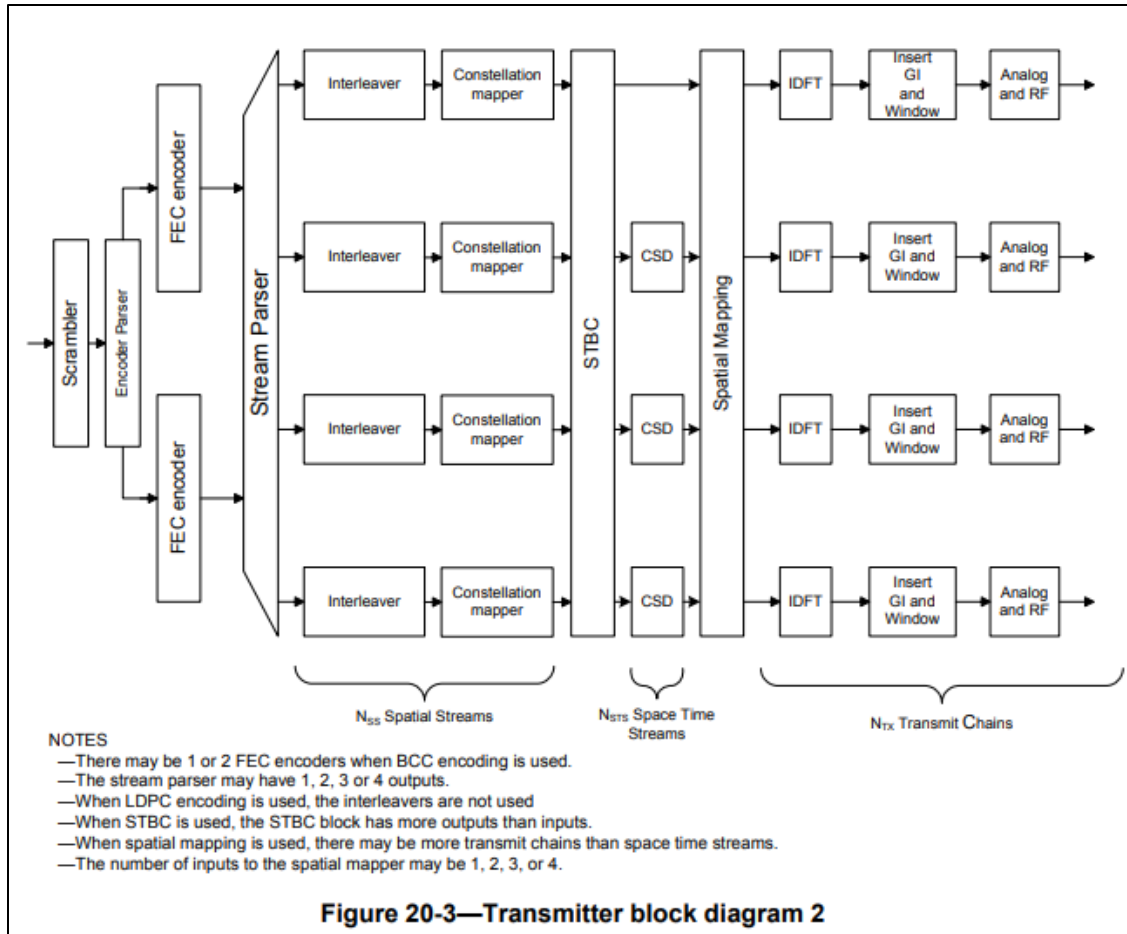 Scrambler
Encoder Parser
FEC encoder
FEC encoder
Stream Parser
Interleaver
Constellation
mapper
Interleaver
Constellation
mapper
Interleaver
Constellation
mapper
Interleaver
Constellation
mapper
STBC
CSD
CSD
CSD
Spatial Mapping
IDFT
Insert
GI
and
Window
Analog
and RF
IDFT
Insert
GI and
Window
Analog
and RF
IDFT
Insert
GI and
Window
Analog
and RF
IDFT
Insert
GI and
Window
Analog
and RF
NSS Spatial Streams
NSTS Space Time
Streams
NTX Transmit Chains
NOTES
—There may be 1 or 2 FEC encoders when BCC encoding is used.
—The stream parser may have 1, 2, 3 or 4 outputs.
—When LDPC encoding is used, the interleavers are not used
—When STBC is used, the STBC block has more outputs than inputs.
—When spatial mapping is used, there may be more transmit chains than space time streams.
—The number of inputs to the spatial mapper may be 1, 2, 3, or 4.
Figure 20-3—Transmitter block diagram 2